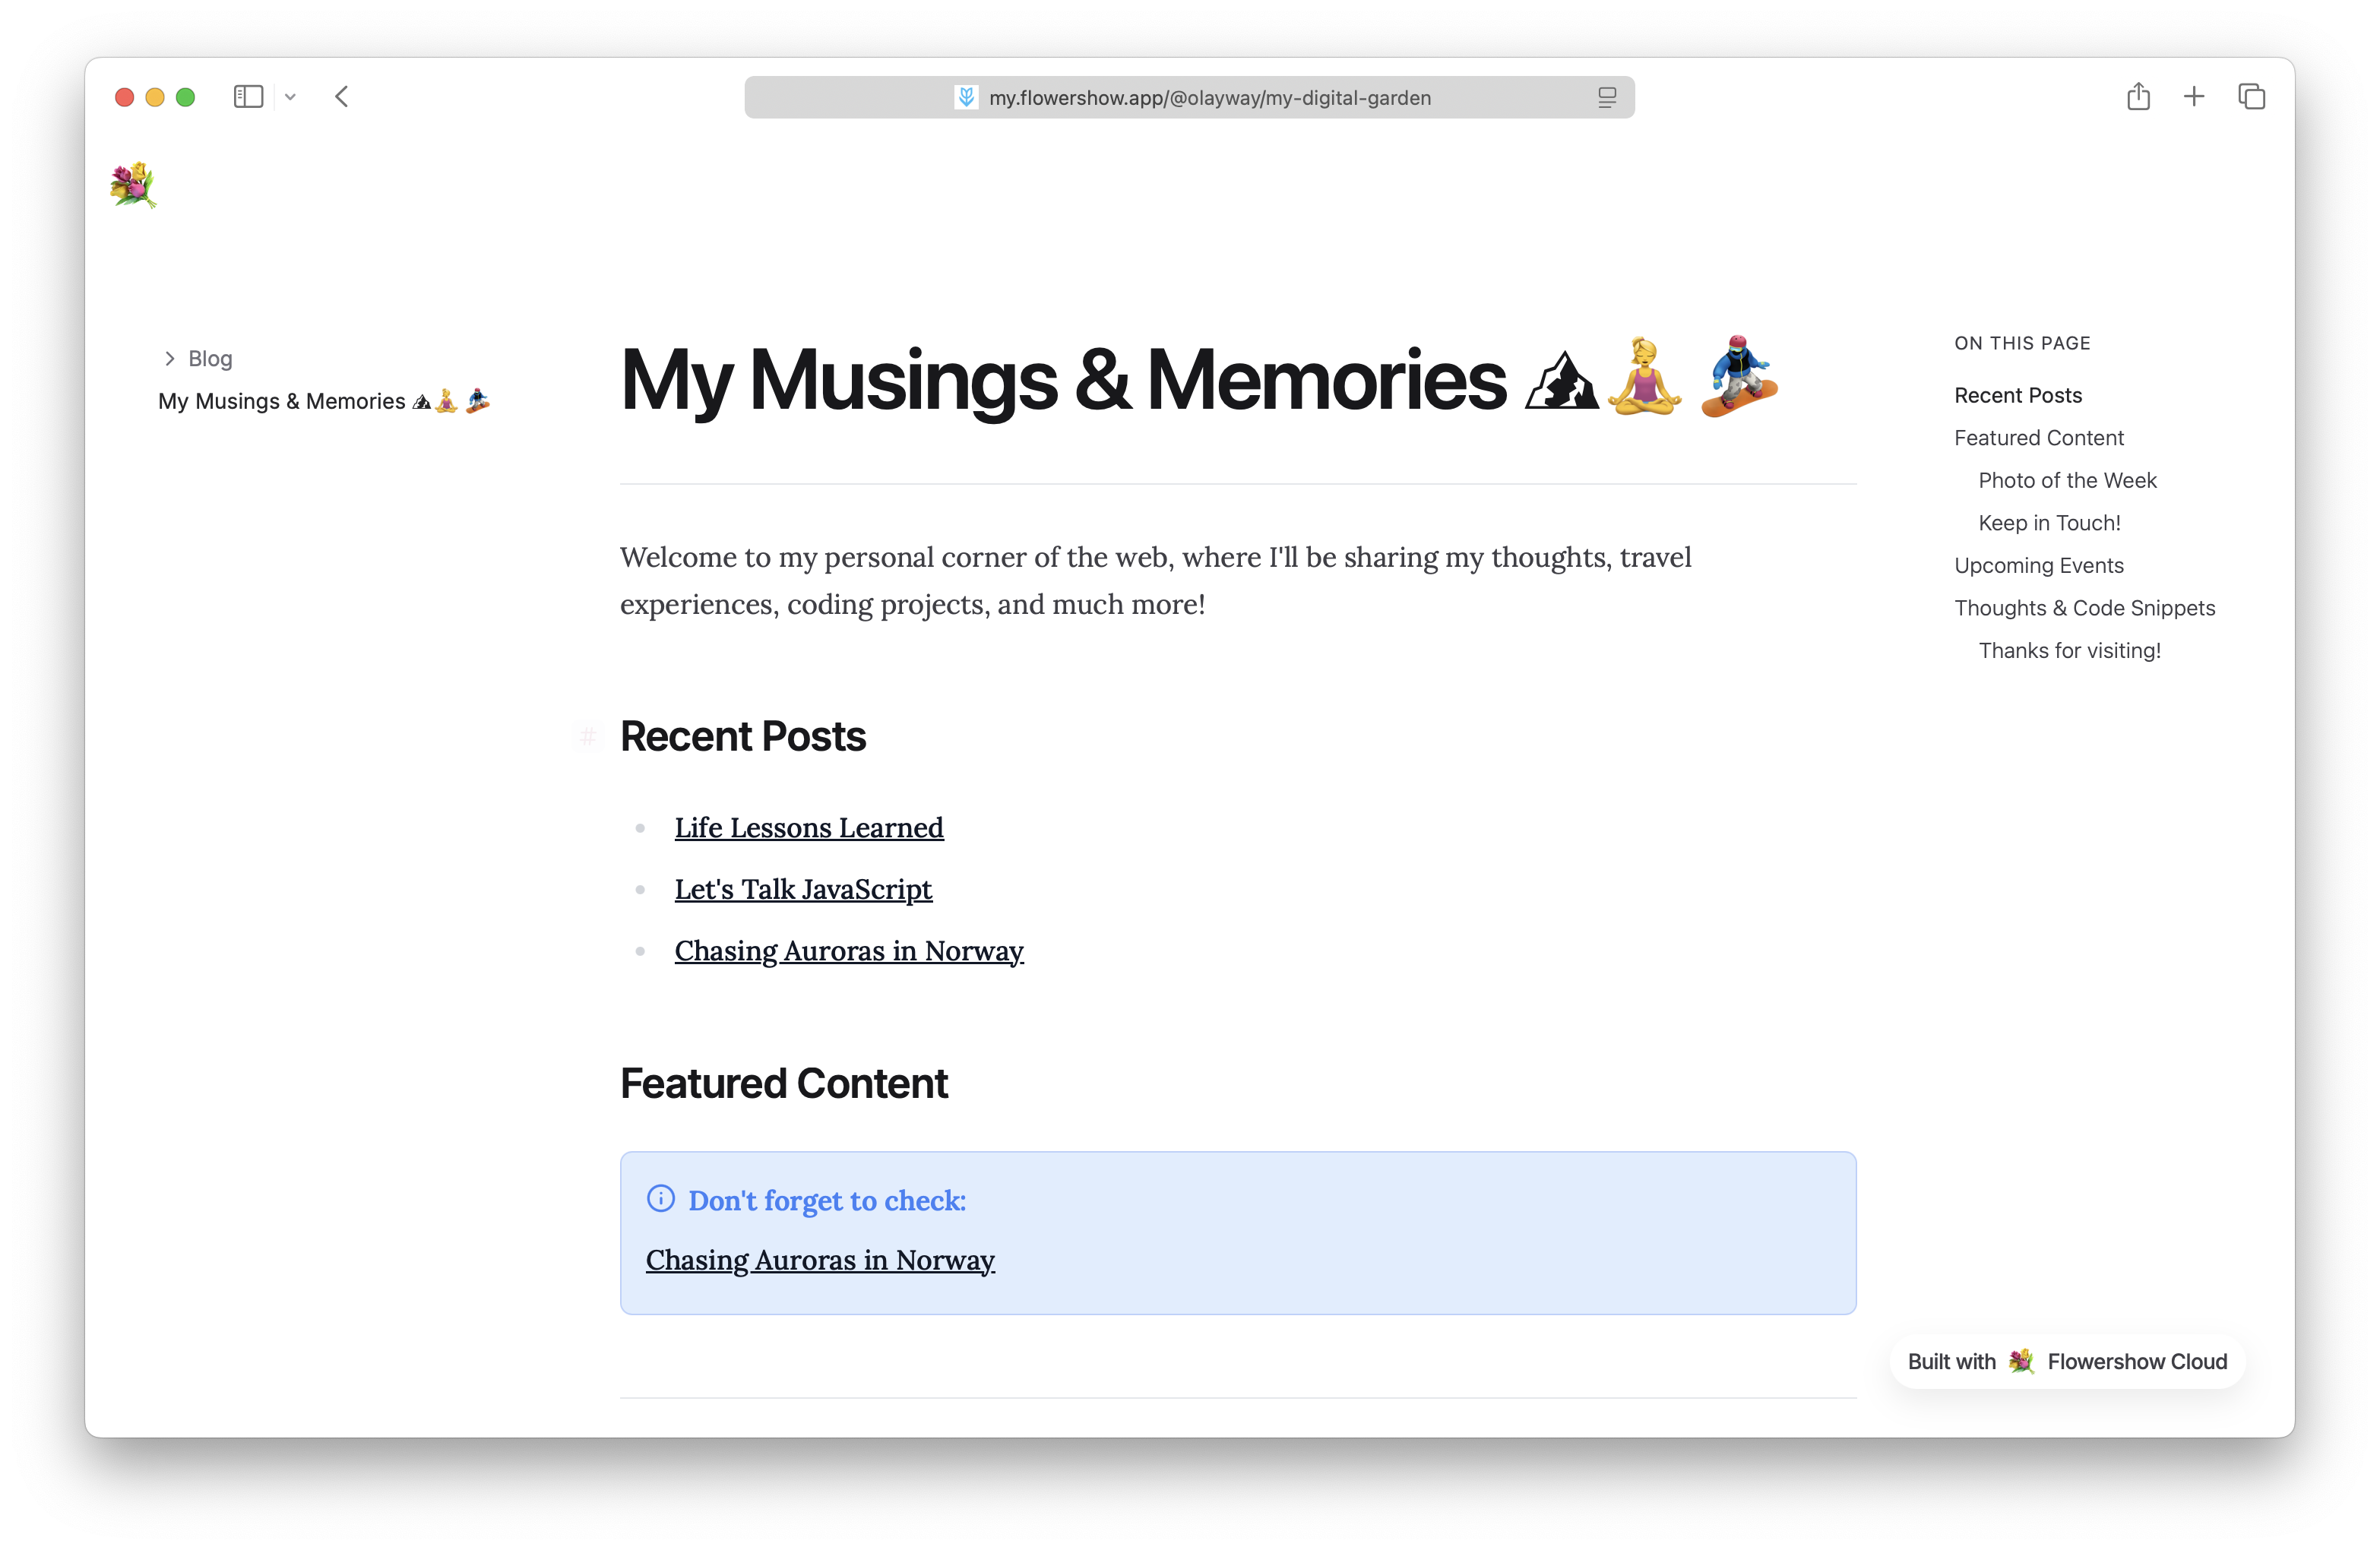 my.flowershow.app/@olayway/my-digital-garden
Blog
My Musings & Memories
My Musings & Memories
Welcome to my personal corner of the web, where I'll be sharing my thoughts, travel
experiences, coding projects, and much more!
# Recent Posts
Life Lessons Learned
Let's Talk JavaScript
Chasing Auroras in Norway
Featured Content
Don't forget to check:
Chasing Auroras in Norway
ON THIS PAGE
Recent Posts
Featured Content
Photo of the Week
Keep in Touch!
Upcoming Events
Thoughts & Code Snippets
Thanks for visiting!
Built with Flowershow Cloud